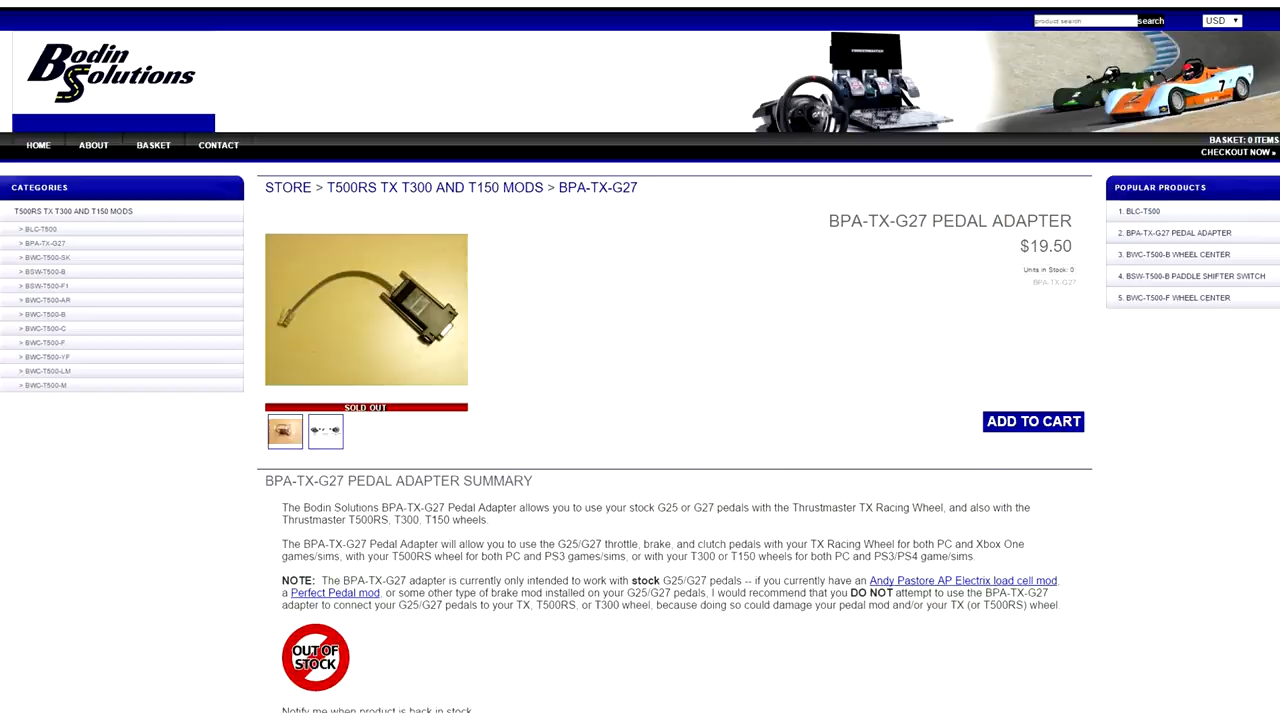 product search
search
USD
Bodin
Solutions
THRUSTMASTER
7
HOME
ABOUT
BASKET
CONTACT
BASKET: 0 ITEMS
CHECKOUT NOW »
CATEGORIES
T500RS TX T300 AND T150 MODS
> BLC-T500
> BPA-TX-G27
> BWC-T500-SK
> BSW-T500-B
> BSW-T500-F1
> BWC-T500-AR
> BWC-T500-B
> BWC-T500-C
> BWC-T500-F
> BWC-T500-YF
> BWC-T500-LM
> BWC-T500-M
STORE > T500RS TX T300 AND T150 MODS > BPA-TX-G27
BPA-TX-G27 PEDAL ADAPTER
$19.50
Units in Stock: 0
BPA-TX-G27
SOLD OUT
ADD TO CART
BPA-TX-G27 PEDAL ADAPTER SUMMARY
The Bodin Solutions BPA-TX-G27 Pedal Adapter allows you to use your stock G25 or G27 pedals with the Thrustmaster TX Racing Wheel, and also with the
Thrustmaster T500RS, T300, T150 wheels.
The BPA-TX-G27 Pedal Adapter will allow you to use the G25/G27 throttle, brake, and clutch pedals with your TX Racing Wheel for both PC and Xbox One
games/sims, with your T500RS wheel for both PC and PS3 games/sims, or with your T300 or T150 wheels for both PC and PS3/PS4 game/sims.
NOTE: The BPA-TX-G27 adapter is currently only intended to work with stock G25/G27 pedals -- if you currently have an Andy Pastore AP Electrix load cell mod,
a Perfect Pedal mod, or some other type of brake mod installed on your G25/G27 pedals, I would recommend that you DO NOT attempt to use the BPA-TX-G27
adapter to connect your G25/G27 pedals to your TX, T500RS, or T300 wheel, because doing so could damage your pedal mod and/or your TX (or T500RS) wheel.
OUT OF
STOCK
Notify me when product is back in stock
POPULAR PRODUCTS
1. BLC-T500
2. BPA-TX-G27 PEDAL ADAPTER
3. BWC-T500-B WHEEL CENTER
4. BSW-T500-B PADDLE SHIFTER SWITCH
5. BWC-T500-F WHEEL CENTER